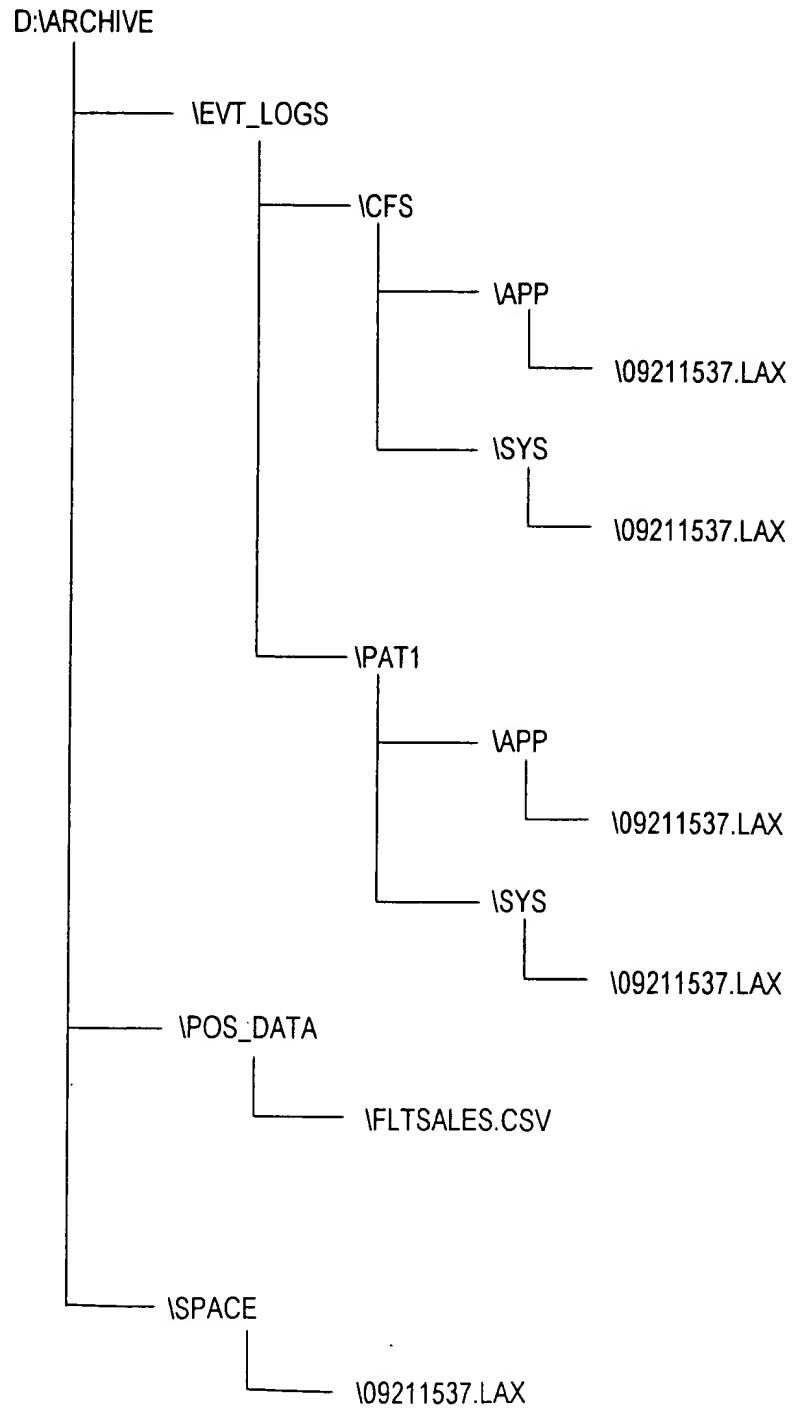 D:\ARCHIVE
\EVT_LOGS
\CFS
\APP
\09211537.LAX
\SYS
\09211537.LAX
\PAT1
\APP
\09211537.LAX
\SYS
\09211537.LAX
\POS_DATA
\FLTSALES.CSV
\SPACE
\09211537.LAX